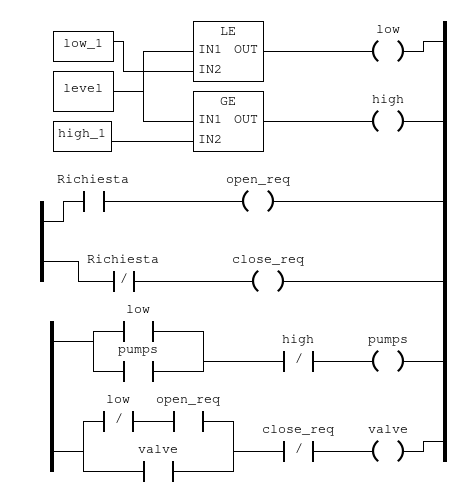 LE
low
low_1
IN1 OUT
IN2
level
GE
high
IN1 OUT
high_1
IN2
Richiesta
open_req
Richiesta
/
close_req
low
pumps
high
/
pumps
low
/
open_req
valve
close_req
/
valve